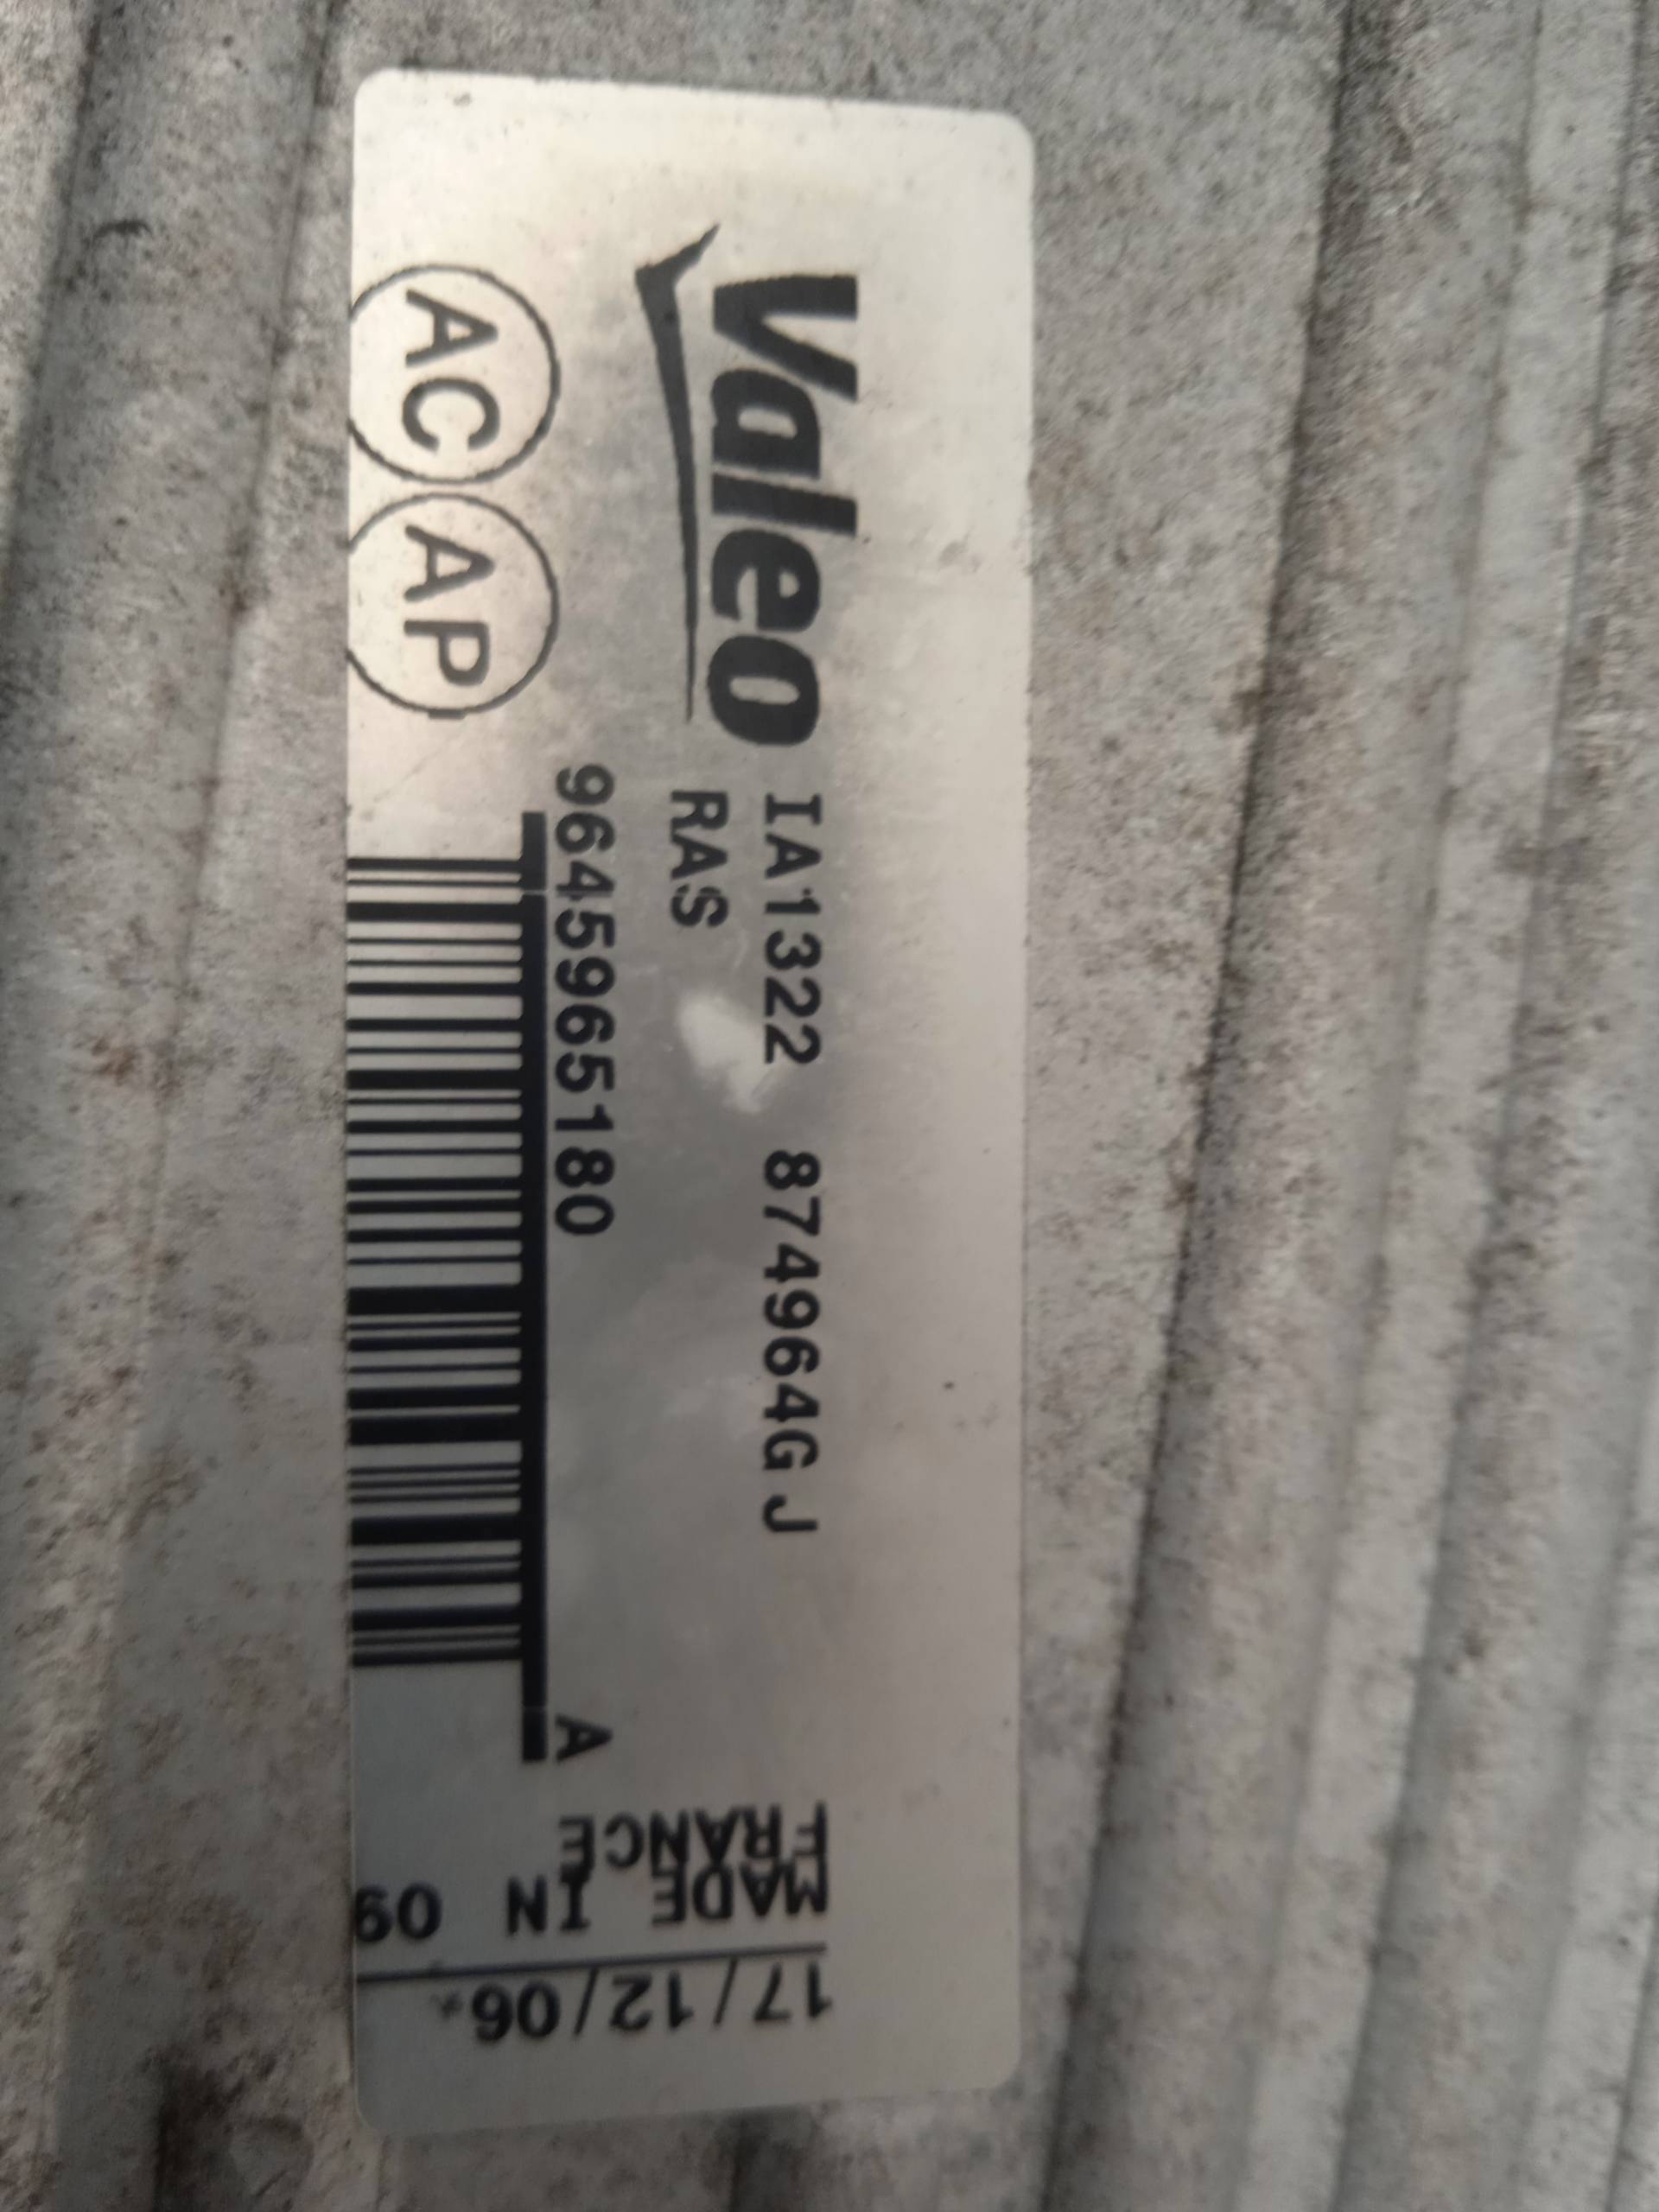 Valeo
IA1322 874964G J
RAS
9645965180
A
AC
AP
MADE IN 09
FRANCE
17/12/06